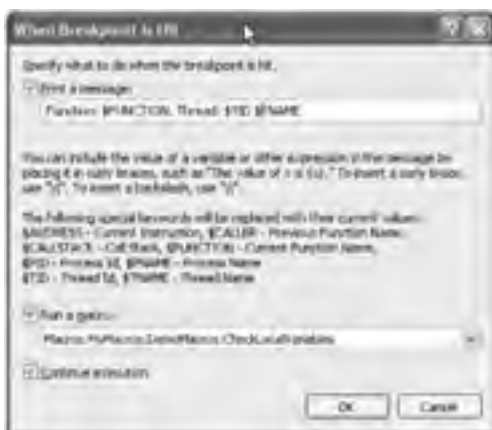 When Breakpoint Is Hit
Specify what to do when the breakpoint is hit.
Print a message:
Function: $FUNCTION, Thread: $TID $TNAME
You can include the value of a variable or other expression in the message by
placing it in curly braces, such as "The value of x is {x}." To insert a curly brace,
use "\{". To insert a backslash, use "\\".
The following special keywords will be replaced with their current values:
$ADDRESS - Current Instruction, $CALLER - Previous Function Name,
$CALLSTACK - Call Stack, $FUNCTION - Current Function Name,
$PID - Process Id, $PNAME - Process Name
$TID - Thread Id, $TNAME - Thread Name
Run a macro:
Macros.MyMacros.DemoMacros.CheckLocalVariables
Continue execution
OK Cancel